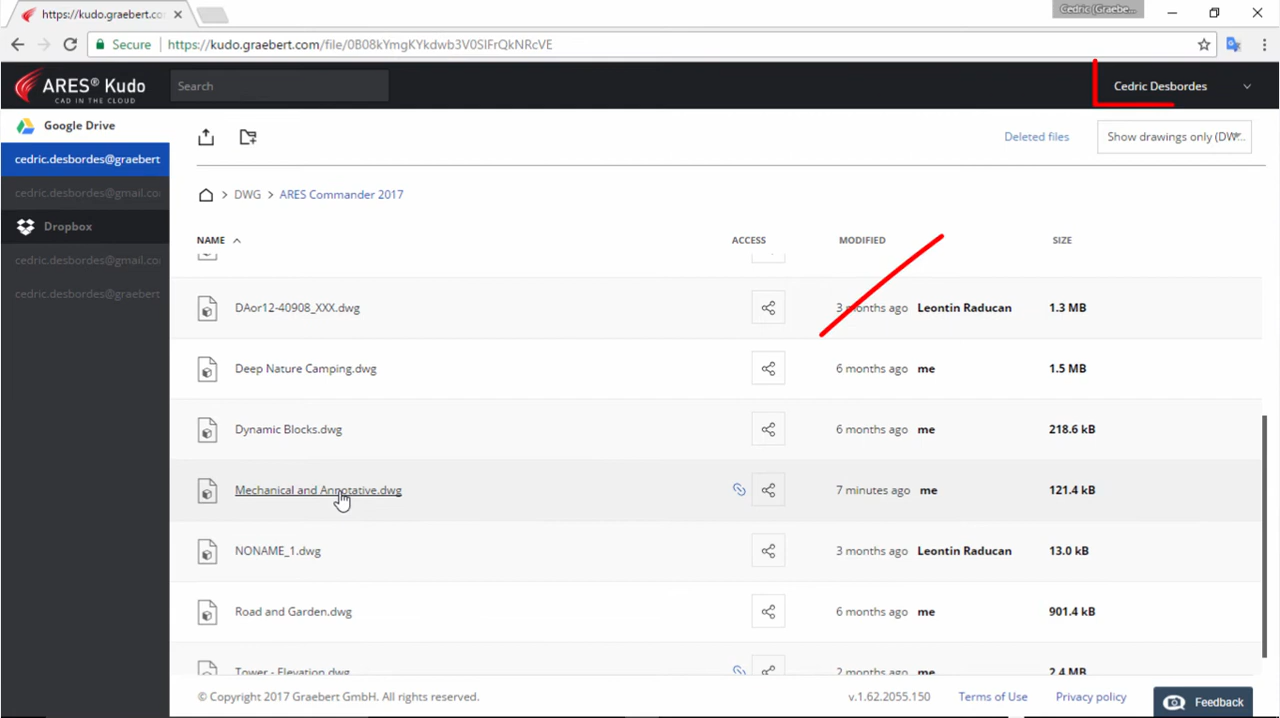 https://kudo.graebert.co
Cedric (Graebe...
Secure
https://kudo.graebert.com/file/0B08kYmgKYkdwb3V0SlFrQkNRcVE
ARES® Kudo
CAD IN THE CLOUD
Search
Cedric Desbordes
Google Drive
cedric.desbordes@graebert
cedric.desbordes@gmail.co
Dropbox
cedric.desbordes@gmail.co
cedric.desbordes@graebert
Deleted files
Show drawings only (DW...
> DWG > ARES Commander 2017
NAME ACCESS MODIFIED SIZE
DAor12-40908_XXX.dwg 3 months ago Leontin Raducan 1.3 MB
Deep Nature Camping.dwg 6 months ago me 1.5 MB
Dynamic Blocks.dwg 6 months ago me 218.6 kB
Mechanical and Annotative.dwg 7 minutes ago me 121.4 kB
NONAME_1.dwg 3 months ago Leontin Raducan 13.0 kB
Road and Garden.dwg 6 months ago me 901.4 kB
Tower - Elevation.dwg 2 months ago me 2.4 MB
© Copyright 2017 Graebert GmbH. All rights reserved.
v.1.62.2055.150 Terms of Use Privacy policy
Feedback